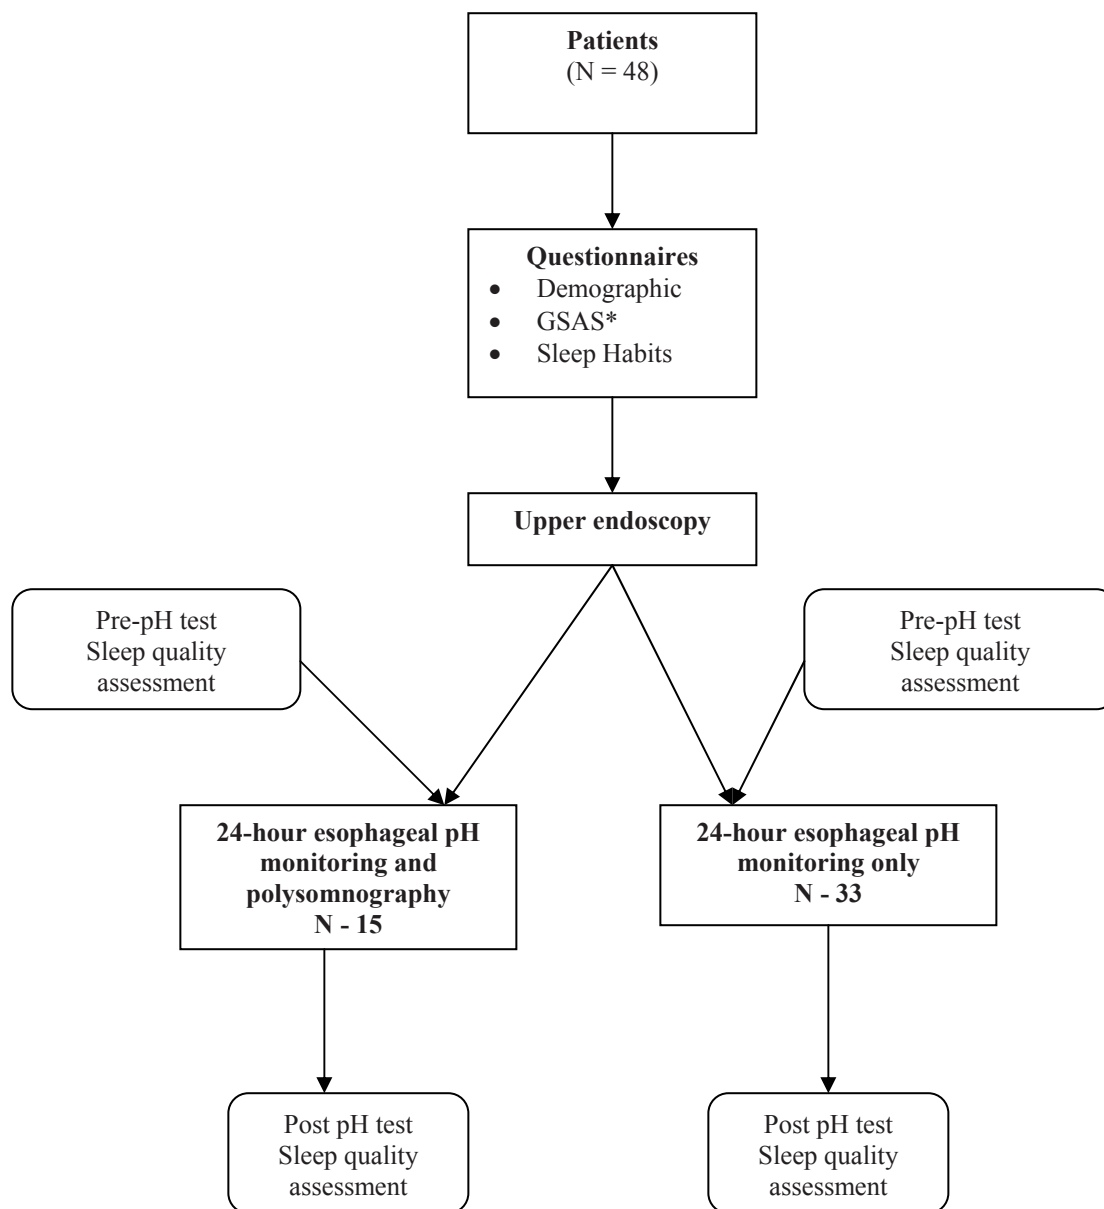 Patients
(N = 48)
Questionnaires
• Demographic
• GSAS*
• Sleep Habits
Upper endoscopy
Pre-pH test
Sleep quality
assessment
Pre-pH test
Sleep quality
assessment
24-hour esophageal pH
monitoring and
polysomnography
N - 15
24-hour esophageal pH
monitoring only
N - 33
Post pH test
Sleep quality
assessment
Post pH test
Sleep quality
assessment